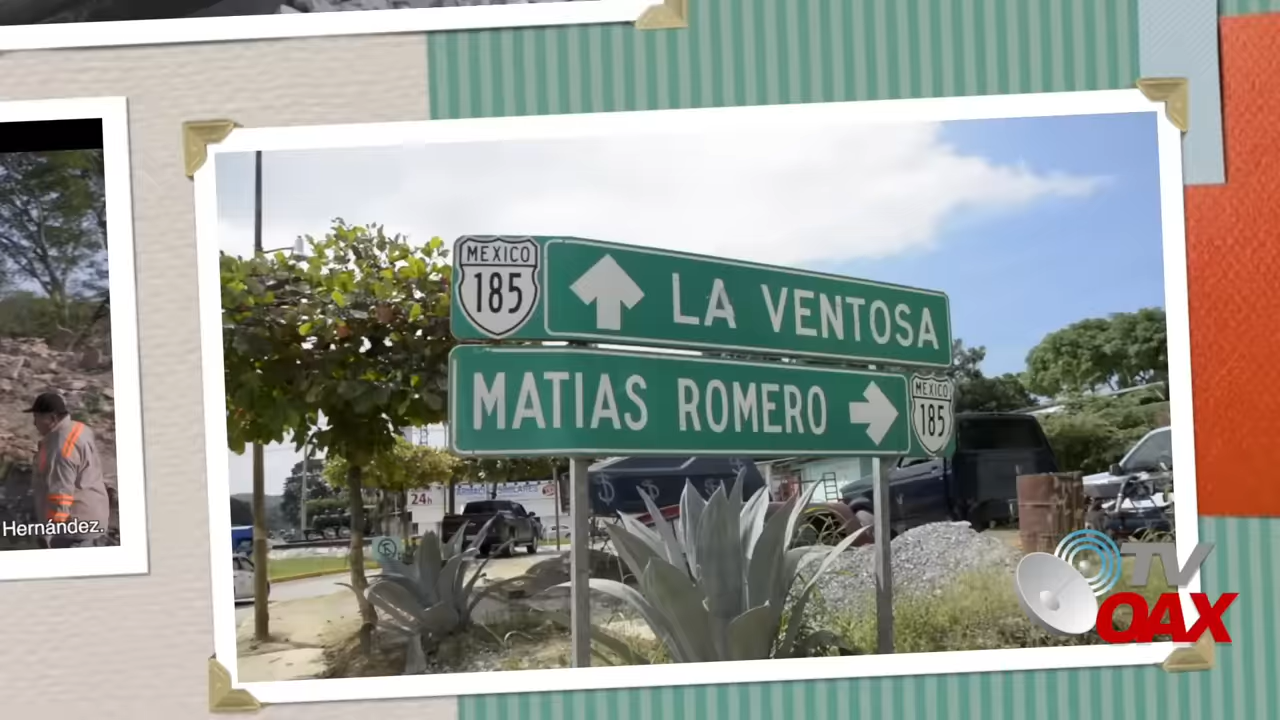 MEXICO
185
LA VENTOSA
MATIAS ROMERO
MEXICO
185
24h
Hernández.
TV
OAX